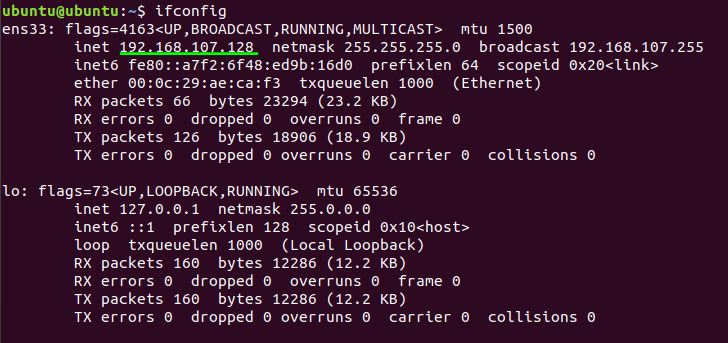 ubuntu@ubuntu:~$ ifconfig
ens33: flags=4163<UP,BROADCAST,RUNNING,MULTICAST>  mtu 1500
        inet 192.168.107.128  netmask 255.255.255.0  broadcast 192.168.107.255
        inet6 fe80::a7f2:6f48:ed9b:16d0  prefixlen 64  scopeid 0x20<link>
        ether 00:0c:29:ae:ca:f3  txqueuelen 1000  (Ethernet)
        RX packets 66  bytes 23294 (23.2 KB)
        RX errors 0  dropped 0  overruns 0  frame 0
        TX packets 126  bytes 18906 (18.9 KB)
        TX errors 0  dropped 0 overruns 0  carrier 0  collisions 0

lo: flags=73<UP,LOOPBACK,RUNNING>  mtu 65536
        inet 127.0.0.1  netmask 255.0.0.0
        inet6 ::1  prefixlen 128  scopeid 0x10<host>
        loop  txqueuelen 1000  (Local Loopback)
        RX packets 160  bytes 12286 (12.2 KB)
        RX errors 0  dropped 0  overruns 0  frame 0
        TX packets 160  bytes 12286 (12.2 KB)
        TX errors 0  dropped 0 overruns 0  carrier 0  collisions 0